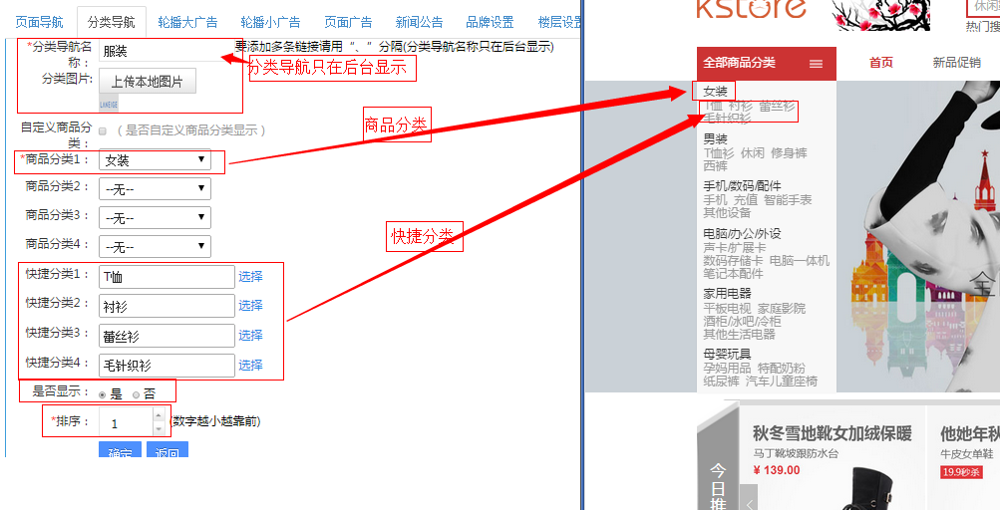 页面导航 分类导航 轮播大广告 轮播小广告 页面广告 新闻公告 品牌设置 楼层设置
*分类导航名称： 服装 要添加多条链接请用“、”分隔(分类导航名称只在后台显示)
分类导航只在后台显示
分类图片: 上传本地图片
LANEIGE
自定义商品分类： （是否自定义商品分类显示）
商品分类
*商品分类1： 女装
商品分类2： --无--
商品分类3： --无--
商品分类4： --无--
快捷分类
快捷分类1： T恤 选择
快捷分类2： 衬衫 选择
快捷分类3： 蕾丝衫 选择
快捷分类4： 毛针织衫 选择
是否显示： 是 否
*排序： 1 (数字越小越靠前)
确定 返回
kstore
休闲
热门搜
全部商品分类 首页 新品促销
女装
T恤 衬衫 蕾丝衫
毛针织衫
男装
T恤衫 休闲 修身裤
西裤
手机/数码/配件
手机 充值 智能手表
其他设备
电脑/办公/外设
声卡/扩展卡
数码存储卡 电脑一体机
笔记本配件
家用电器
平板电视 家庭影院
酒柜/冰吧/冷柜
其他生活电器
母婴玩具
孕妈用品 特配奶粉
纸尿裤 汽车儿童座椅
全
今日推
秋冬雪地靴女加绒保暖
马丁靴坡跟防水台
¥ 139.00
他她年秋
牛皮女单鞋
19.9秒杀